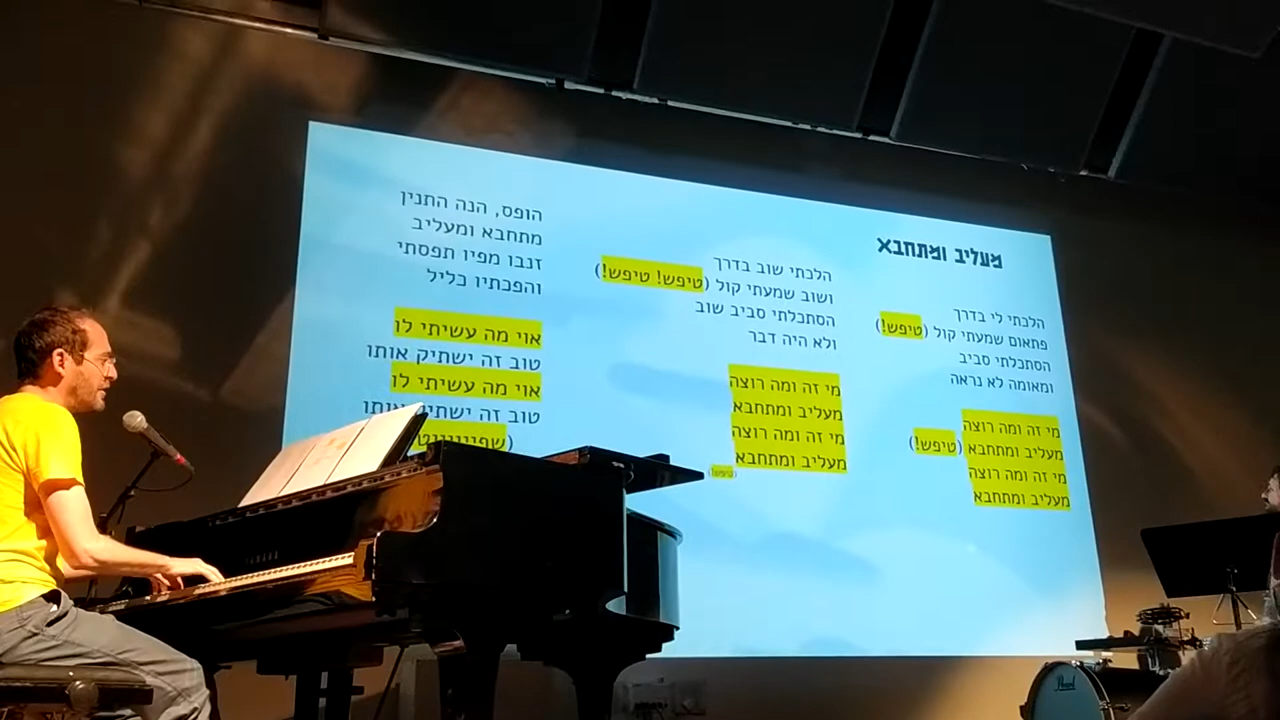 מעליב ומתחבא
הלכתי לי בדרך
פתאום שמעתי קול (טיפש!)
הסתכלתי סביב
ומאומה לא נראה
מי זה ומה רוצה
מעליב ומתחבא (טיפש!)
מי זה ומה רוצה
מעליב ומתחבא
הלכתי שוב בדרך
ושוב שמעתי קול (טיפש! טיפש!)
הסתכלתי סביב שוב
ולא היה דבר
מי זה ומה רוצה
מעליב ומתחבא
מי זה ומה רוצה
מעליב ומתחבא
(טיפש!)
הופס, הנה התנין
מתחבא ומעליב
זנבו מפיו תפסתי
והפכתיו כליל
אוי מה עשיתי לו
טוב זה ישתיק אותו
אוי מה עשיתי לו
טוב זה ישתיק אותו
YAMAHA
Pearl